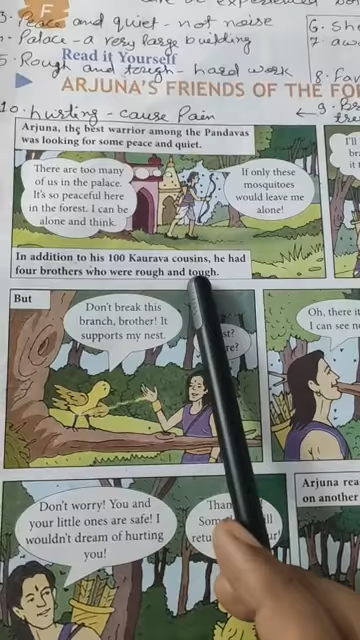 F
3. Peace and quiet - not noise
Palace - a very large building
6. She
7. aw
Read it Yourself
5. Rough and tough - hard work
ARJUNA'S FRIENDS OF THE FO
10. hurting - cause Pain
Arjuna, the best warrior among the Pandavas
was looking for some peace and quiet.
There are too many
of us in the palace.
It's so peaceful here
in the forest. I can be
alone and think.
If only these
mosquitoes
would leave me
alone!
I'll
bra
it
In addition to his 100 Kaurava cousins, he had
four brothers who were rough and tough.
But
Don't break this
branch, brother! It
supports my nest.
Oh, there it
I can see n
Don't worry! You and
your little ones are safe! I
wouldn't dream of hurting
you!
Arjuna rea
on another